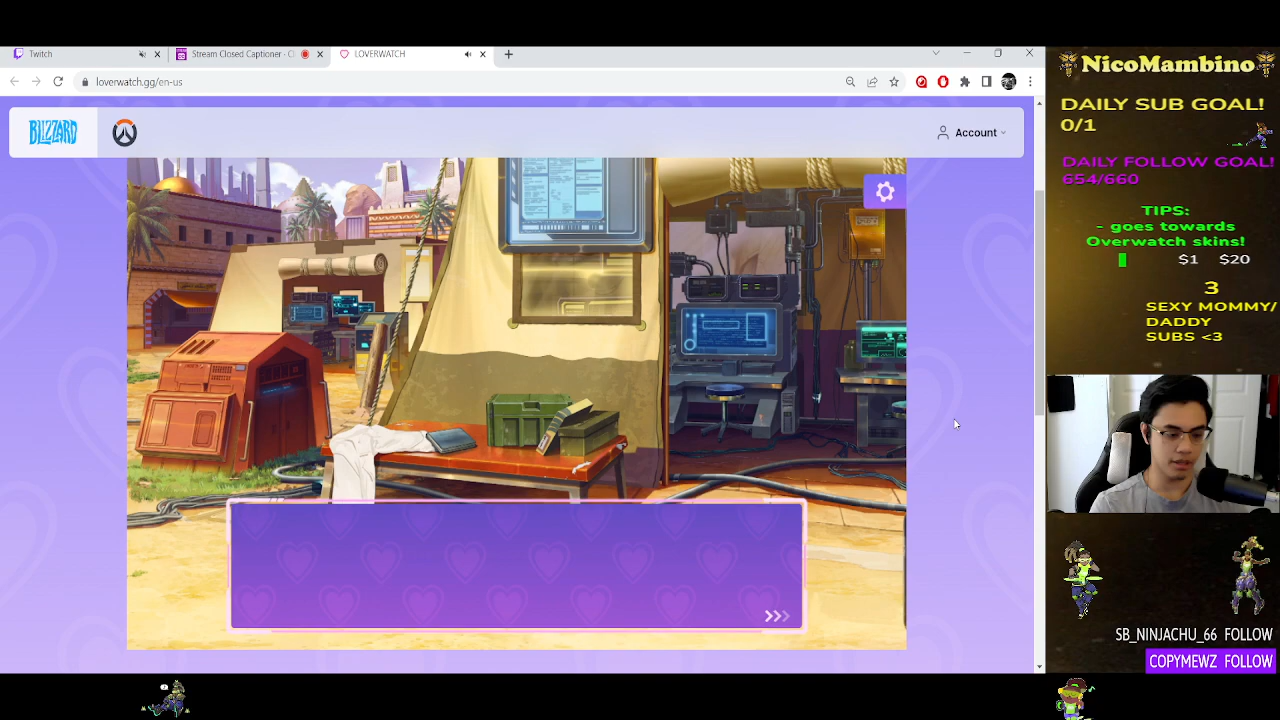 Twitch
Stream Closed Captioner - Cl
LOVERWATCH
loverwatch.gg/en-us
BLIZZARD
Account
NicoMambino
DAILY SUB GOAL!
0/1
DAILY FOLLOW GOAL!
654/660
TIPS:
- goes towards
Overwatch skins!
$1 $20
3
SEXY MOMMY/
DADDY
SUBS <3
SB_NINJACHU_66 FOLLOW
COPYMEWZ FOLLOW